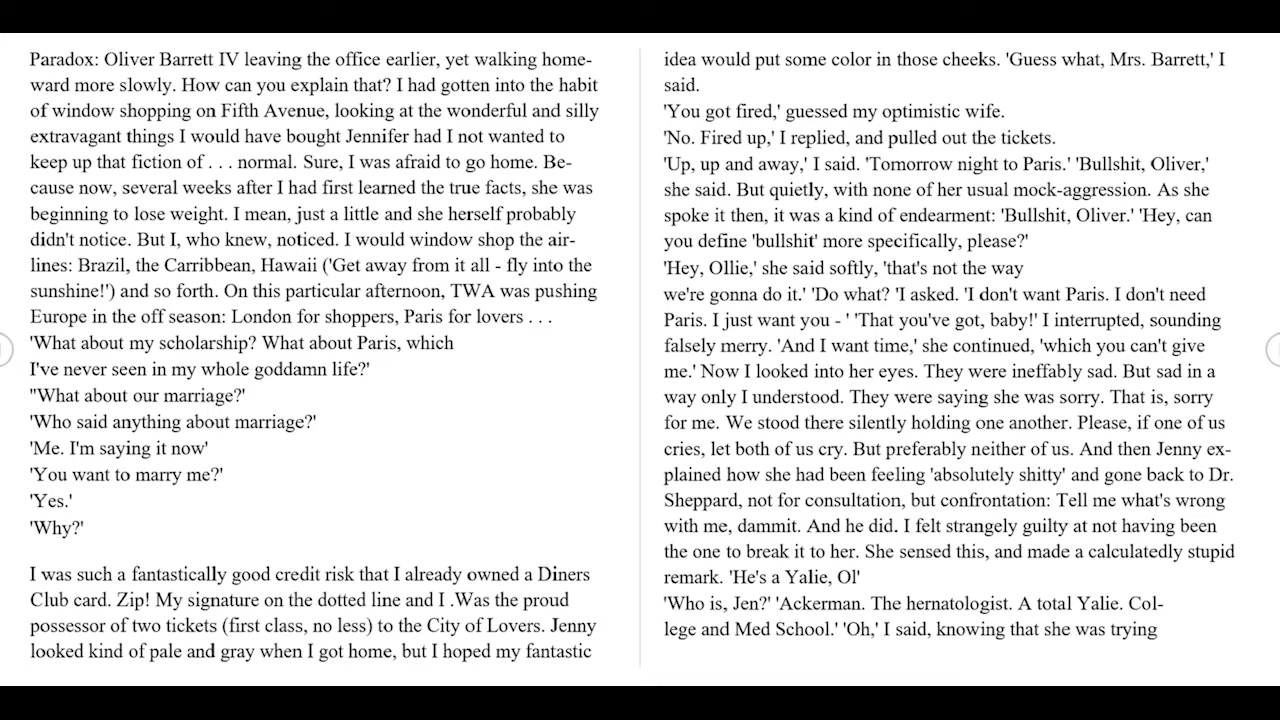 Paradox: Oliver Barrett IV leaving the office earlier, yet walking home-
ward more slowly. How can you explain that? I had gotten into the habit
of window shopping on Fifth Avenue, looking at the wonderful and silly
extravagant things I would have bought Jennifer had I not wanted to
keep up that fiction of . . . normal. Sure, I was afraid to go home. Be-
cause now, several weeks after I had first learned the true facts, she was
beginning to lose weight. I mean, just a little and she herself probably
didn't notice. But I, who knew, noticed. I would window shop the air-
lines: Brazil, the Carribbean, Hawaii ('Get away from it all - fly into the
sunshine!') and so forth. On this particular afternoon, TWA was pushing
Europe in the off season: London for shoppers, Paris for lovers . . .
'What about my scholarship? What about Paris, which
I've never seen in my whole goddamn life?'
"What about our marriage?'
'Who said anything about marriage?'
'Me. I'm saying it now'
'You want to marry me?'
'Yes.'
'Why?'
I was such a fantastically good credit risk that I already owned a Diners
Club card. Zip! My signature on the dotted line and I .Was the proud
possessor of two tickets (first class, no less) to the City of Lovers. Jenny
looked kind of pale and gray when I got home, but I hoped my fantastic
idea would put some color in those cheeks. 'Guess what, Mrs. Barrett,' I
said.
'You got fired,' guessed my optimistic wife.
'No. Fired up,' I replied, and pulled out the tickets.
'Up, up and away,' I said. 'Tomorrow night to Paris.' 'Bullshit, Oliver,'
she said. But quietly, with none of her usual mock-aggression. As she
spoke it then, it was a kind of endearment: 'Bullshit, Oliver.' 'Hey, can
you define 'bullshit' more specifically, please?'
'Hey, Ollie,' she said softly, 'that's not the way
we're gonna do it.' 'Do what? 'I asked. 'I don't want Paris. I don't need
Paris. I just want you - ' 'That you've got, baby!' I interrupted, sounding
falsely merry. 'And I want time,' she continued, 'which you can't give
me.' Now I looked into her eyes. They were ineffably sad. But sad in a
way only I understood. They were saying she was sorry. That is, sorry
for me. We stood there silently holding one another. Please, if one of us
cries, let both of us cry. But preferably neither of us. And then Jenny ex-
plained how she had been feeling 'absolutely shitty' and gone back to Dr.
Sheppard, not for consultation, but confrontation: Tell me what's wrong
with me, dammit. And he did. I felt strangely guilty at not having been
the one to break it to her. She sensed this, and made a calculatedly stupid
remark. 'He's a Yalie, Ol'
'Who is, Jen?' 'Ackerman. The hernatologist. A total Yalie. Col-
lege and Med School.' 'Oh,' I said, knowing that she was trying